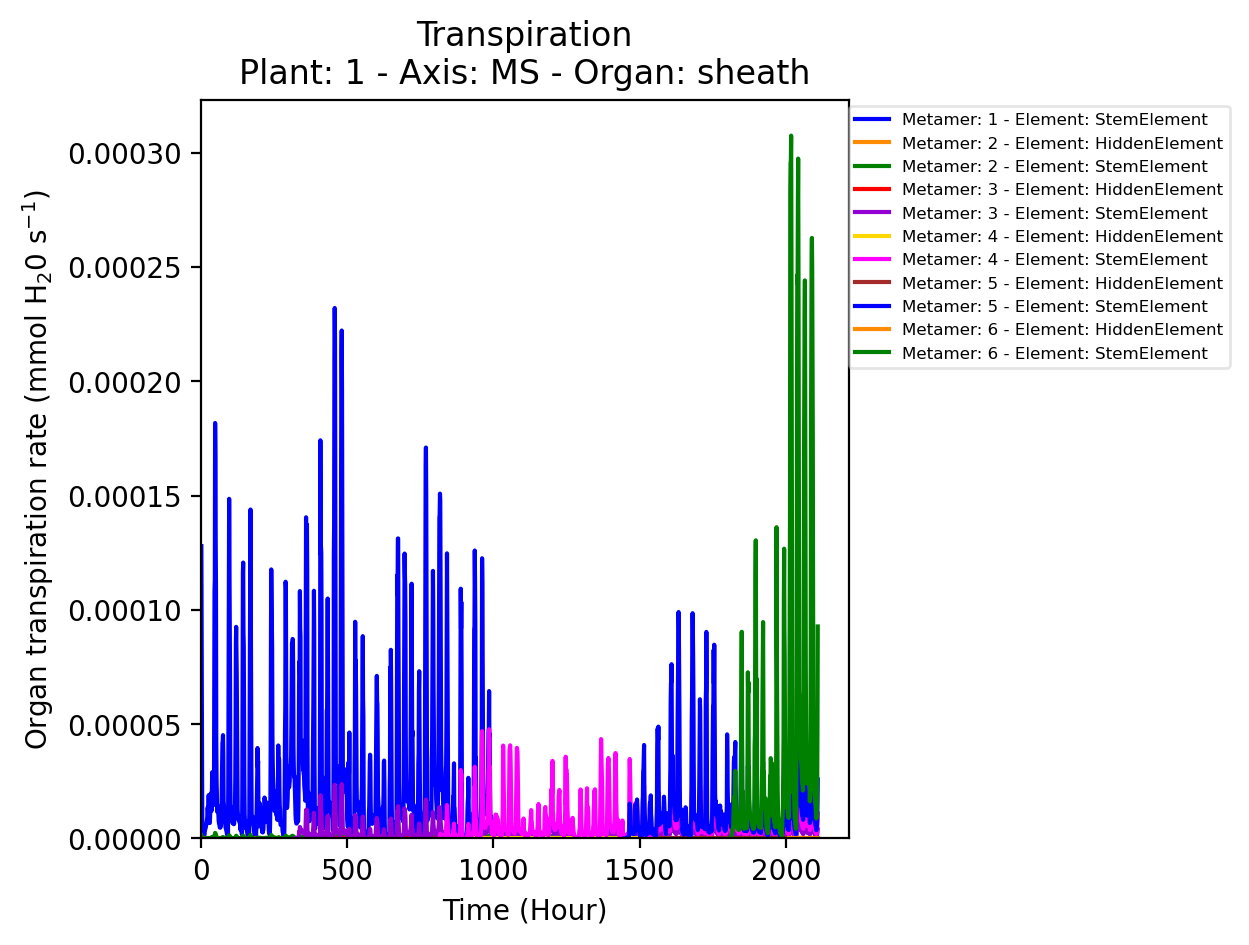 Transpiration
Plant: 1 - Axis: MS - Organ: sheath
Organ transpiration rate (mmol H₂0 s⁻¹)
0.00030
0.00025
0.00020
0.00015
0.00010
0.00005
0.00000
0 500 1000 1500 2000
Time (Hour)
Metamer: 1 - Element: StemElement
Metamer: 2 - Element: HiddenElement
Metamer: 2 - Element: StemElement
Metamer: 3 - Element: HiddenElement
Metamer: 3 - Element: StemElement
Metamer: 4 - Element: HiddenElement
Metamer: 4 - Element: StemElement
Metamer: 5 - Element: HiddenElement
Metamer: 5 - Element: StemElement
Metamer: 6 - Element: HiddenElement
Metamer: 6 - Element: StemElement